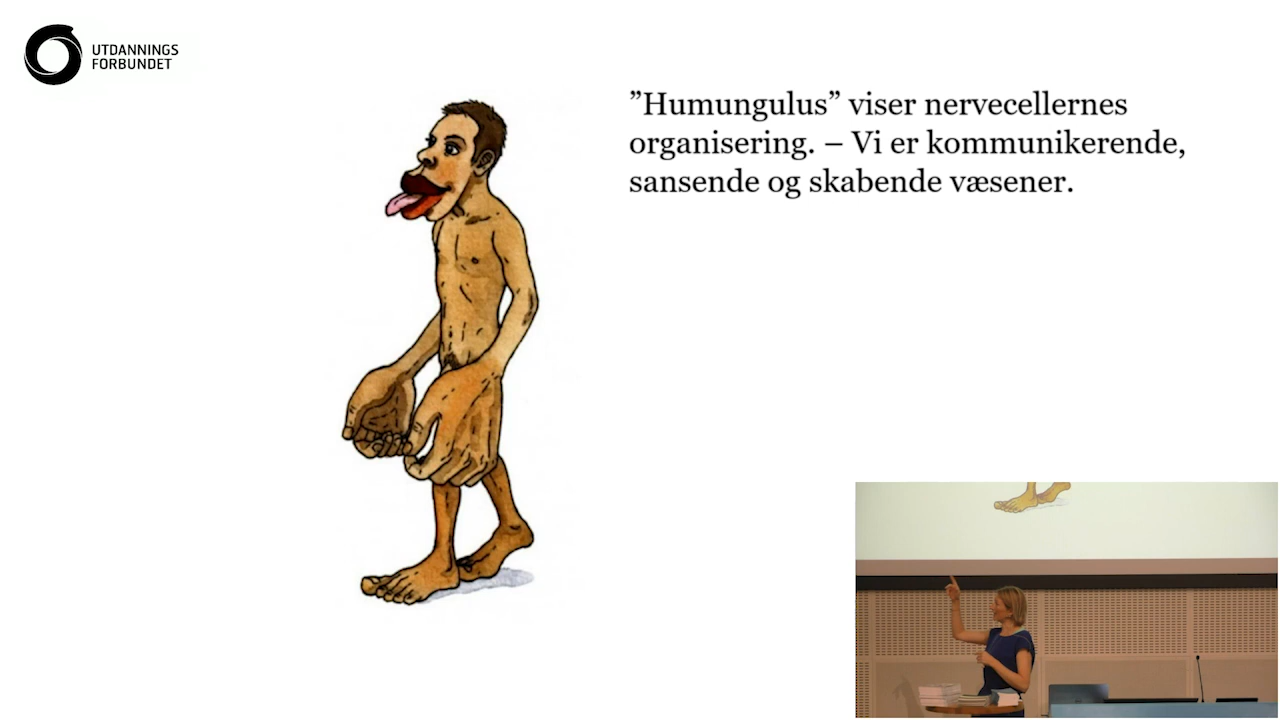 UTDANNINGS
FORBUNDET
”Humungulus” viser nervecellernes
organisering. – Vi er kommunikerende,
sansende og skabende væsener.